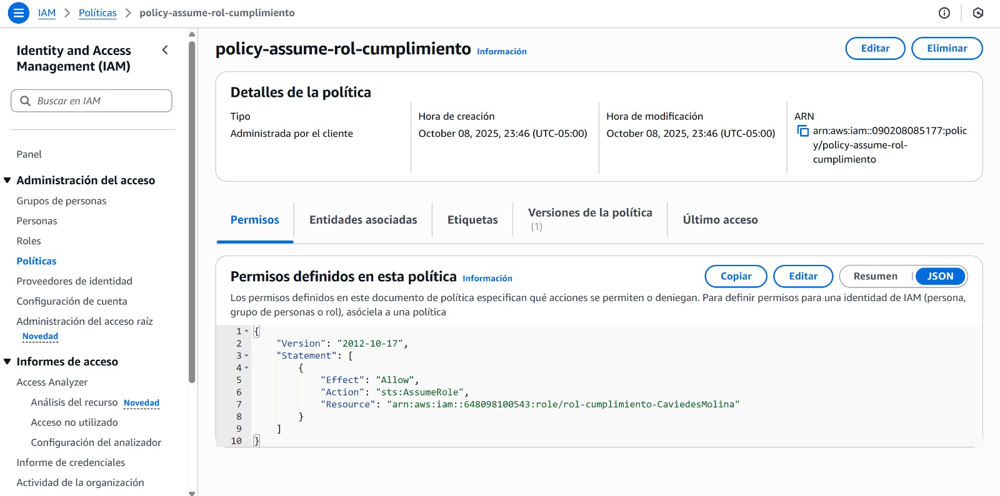 IAM > Políticas > policy-assume-rol-cumplimiento
Identity and Access
Management (IAM)
Buscar en IAM
Panel
Administración del acceso
Grupos de personas
Personas
Roles
Políticas
Proveedores de identidad
Configuración de cuenta
Administración del acceso raíz
Novedad
Informes de acceso
Access Analyzer
Análisis del recurso Novedad
Acceso no utilizado
Configuración del analizador
Informe de credenciales
Actividad de la organización
policy-assume-rol-cumplimiento Información
Editar Eliminar
Detalles de la política
Tipo
Administrada por el cliente
Hora de creación
October 08, 2025, 23:46 (UTC-05:00)
Hora de modificación
October 08, 2025, 23:46 (UTC-05:00)
ARN
arn:aws:iam::090208085177:polic
y/policy-assume-rol-
cumplimiento
Permisos
Entidades asociadas
Etiquetas
Versiones de la política
(1)
Último acceso
Permisos definidos en esta política Información
Copiar Editar Resumen JSON
Los permisos definidos en este documento de política especifican qué acciones se permiten o deniegan. Para definir permisos para una identidad de IAM (persona,
grupo de personas o rol), asóciela a una política
1 {
2 "Version": "2012-10-17",
3 "Statement": [
4 {
5 "Effect": "Allow",
6 "Action": "sts:AssumeRole",
7 "Resource": "arn:aws:iam::648098100543:role/rol-cumplimiento-CaviedesMolina"
8 }
9 ]
10 }